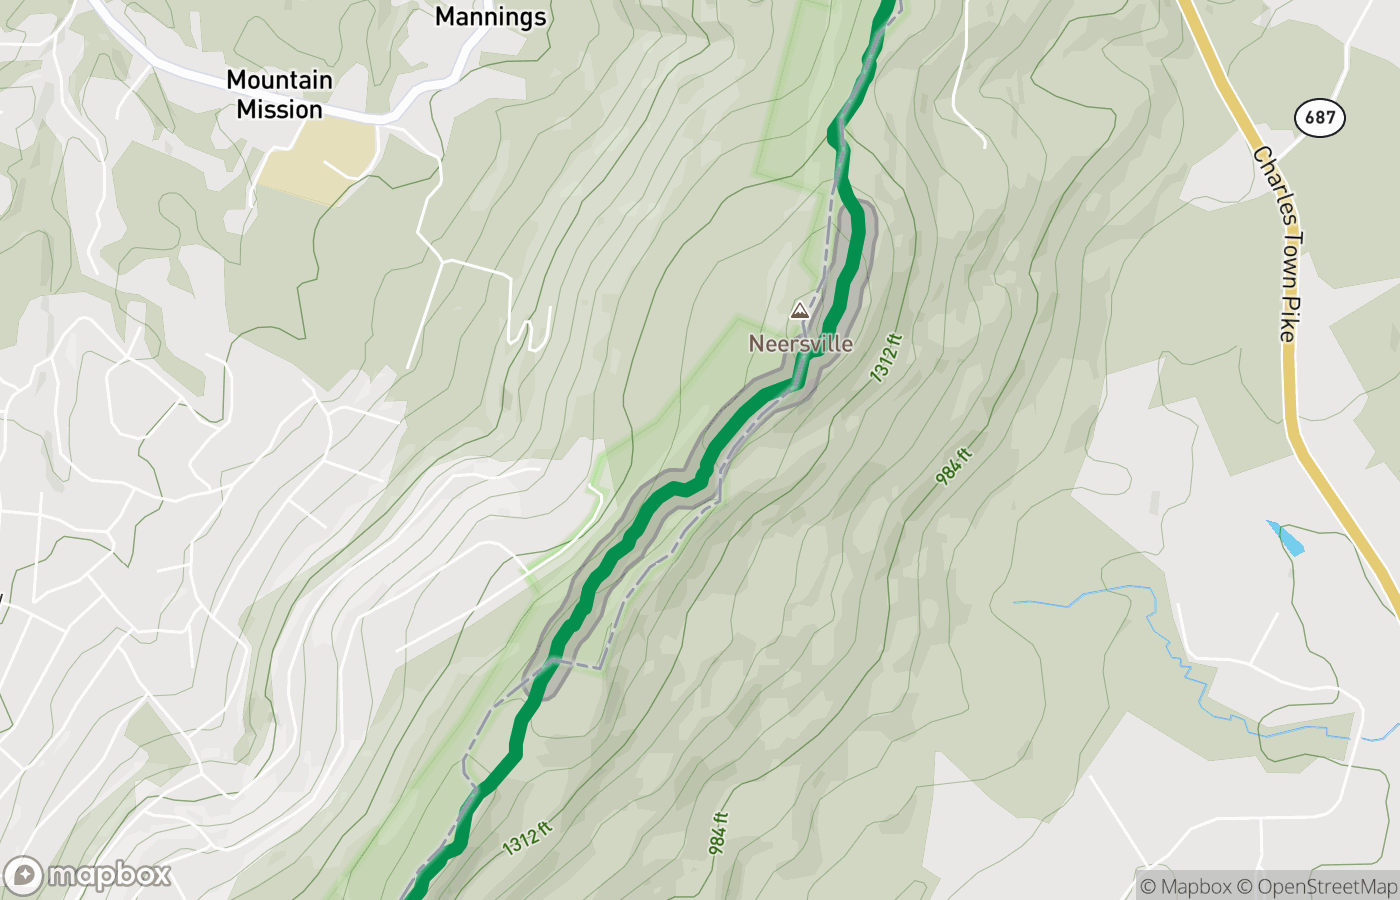 Mannings
Mountain
Mission
687
Charles Town Pike
Neersville
1312 ft
984 ft
1312 ft
984 ft
mapbox
© Mapbox © OpenStreetMap